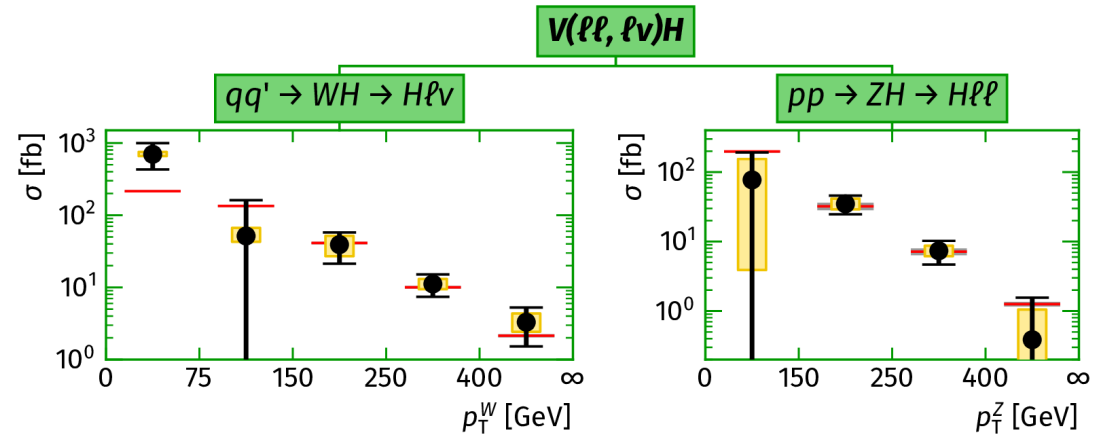 V(ℓℓ, ℓν)H
qq' → WH → Hℓν
pp → ZH → Hℓℓ
σ [fb]
10³
10²
10¹
10⁰
0 75 150 250 400 ∞
p_T^W [GeV]
σ [fb]
10²
10¹
10⁰
0 150 250 400 ∞
p_T^Z [GeV]